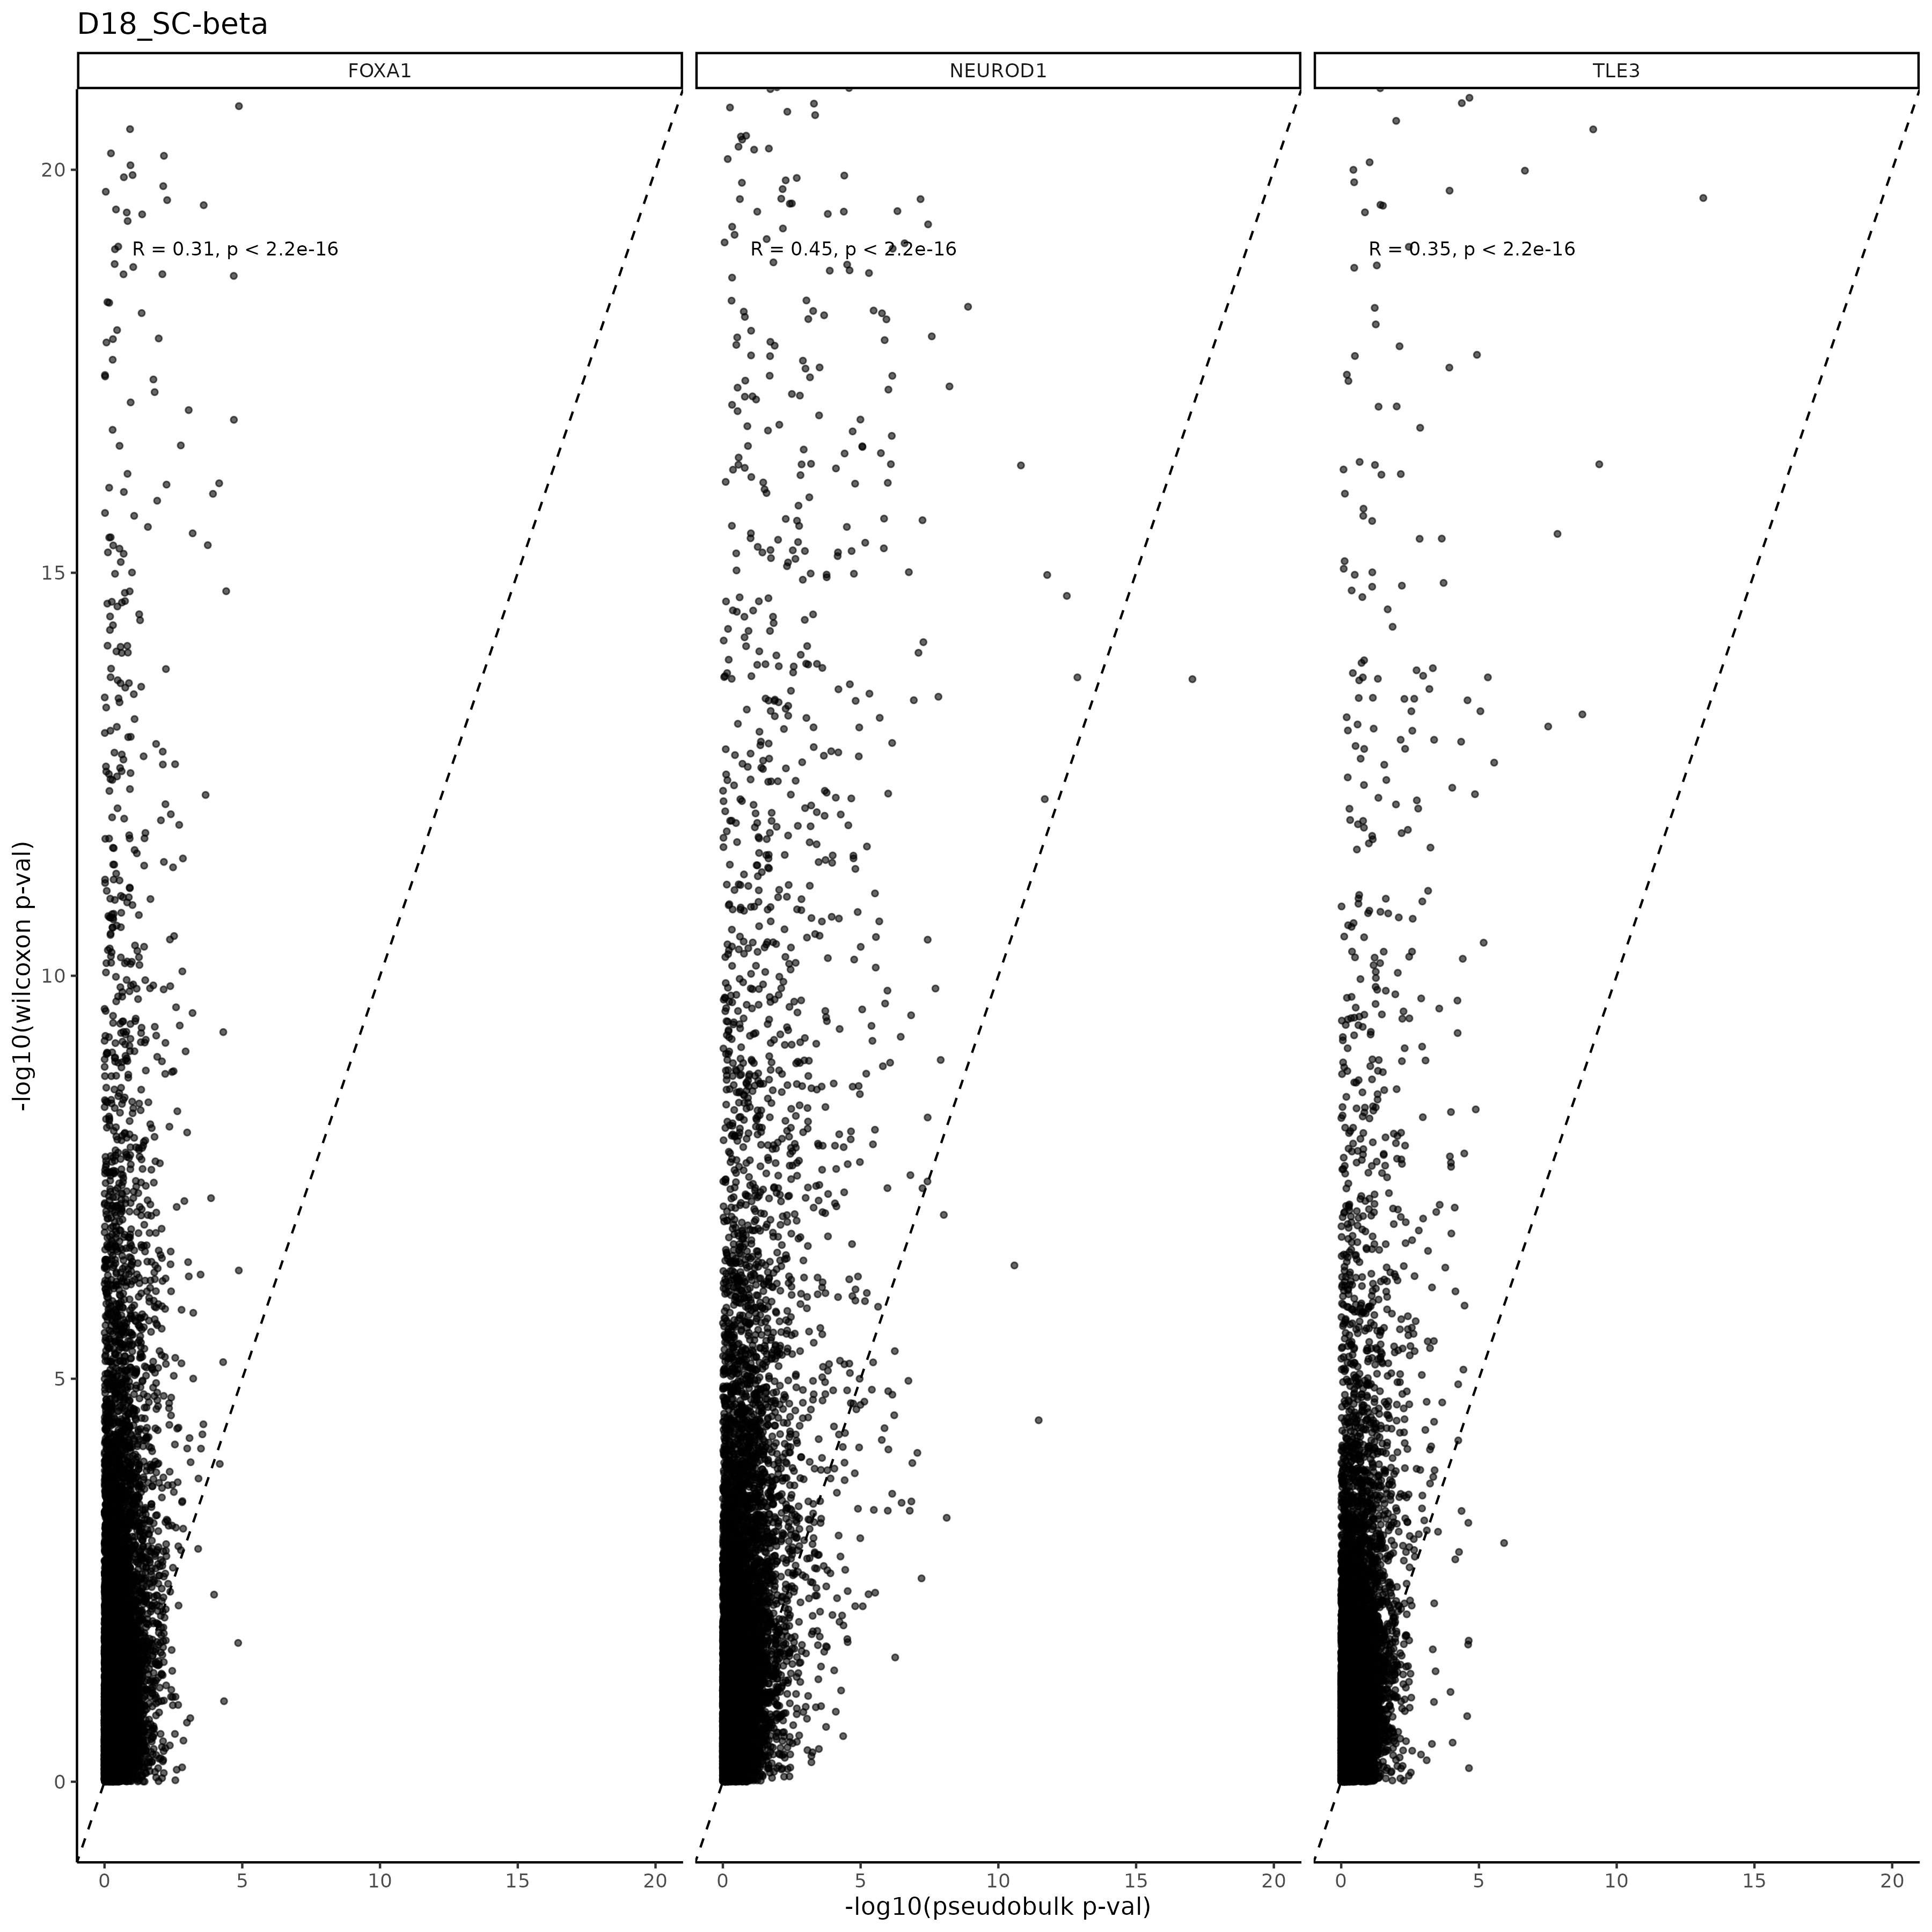 D18_SC-beta
FOXA1
NEUROD1
TLE3
R = 0.31, p < 2.2e-16
R = 0.45, p < 2.2e-16
R = 0.35, p < 2.2e-16
20
15
10
5
0
-log10(wilcoxon p-val)
0 5 10 15 20
0 5 10 15 20
0 5 10 15 20
-log10(pseudobulk p-val)